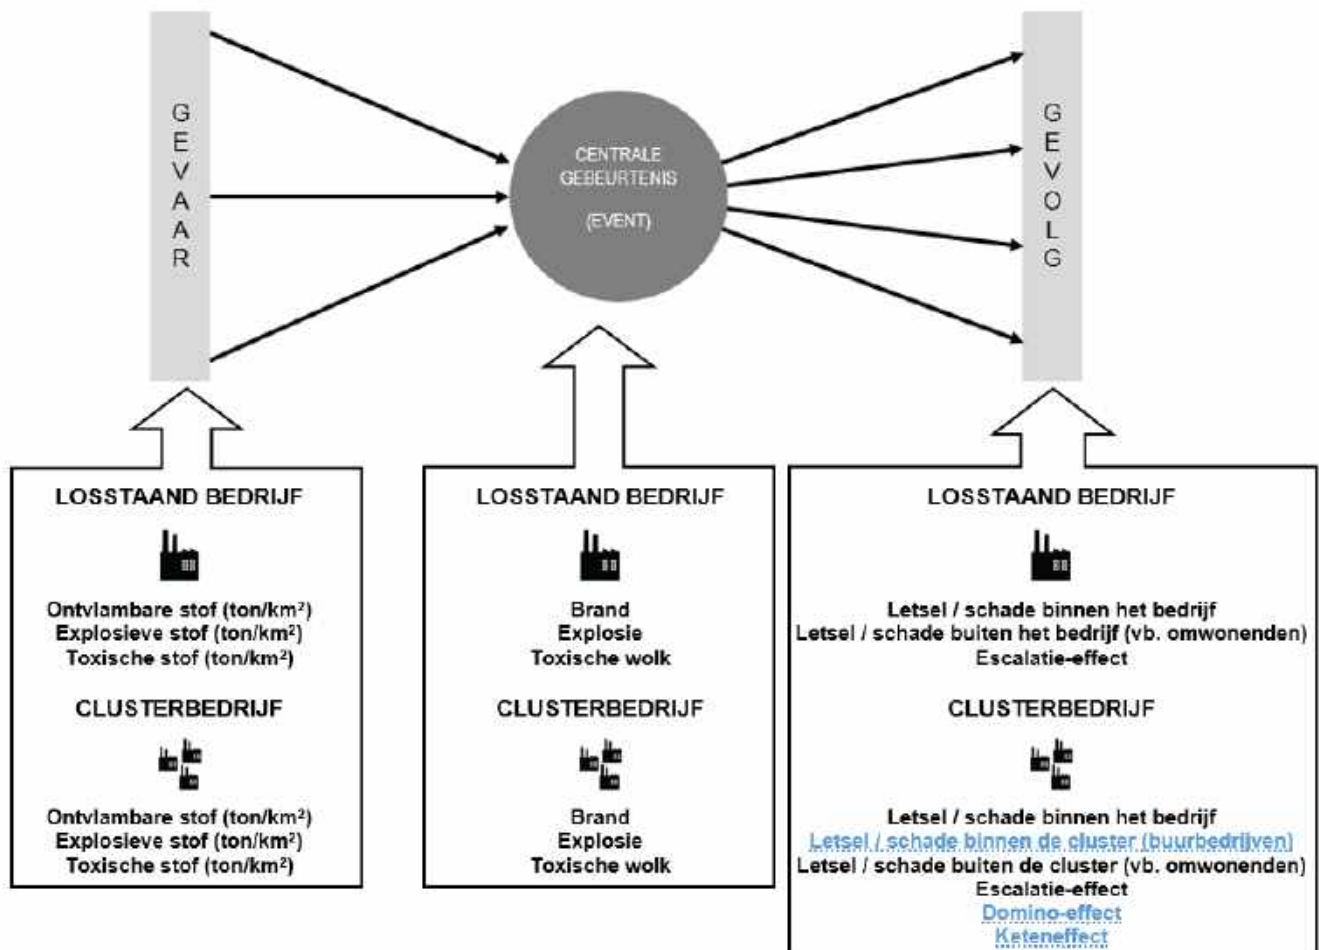 GEVAAR
CENTRALE
GEBEURTENIS
(EVENT)
GEVOLG
LOSSTAAND BEDRIJF
Ontvlambare stof (ton/km²)
Explosieve stof (ton/km²)
Toxische stof (ton/km²)
CLUSTERBEDRIJF
Ontvlambare stof (ton/km²)
Explosieve stof (ton/km²)
Toxische stof (ton/km²)
LOSSTAAND BEDRIJF
Brand
Explosie
Toxische wolk
CLUSTERBEDRIJF
Brand
Explosie
Toxische wolk
LOSSTAAND BEDRIJF
Letsel / schade binnen het bedrijf
Letsel / schade buiten het bedrijf (vb. omwonenden)
Escalatie-effect
CLUSTERBEDRIJF
Letsel / schade binnen het bedrijf
Letsel / schade binnen de cluster (buurbedrijven)
Letsel / schade buiten de cluster (vb. omwonenden)
Escalatie-effect
Domino-effect
Keteneffect